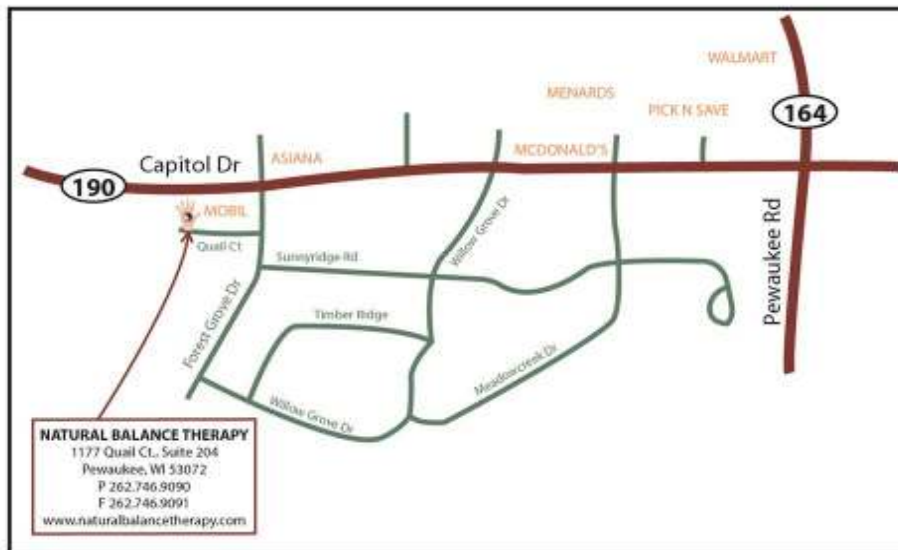 WALMART
MENARDS
PICK N SAVE
164
ASIANA
MCDONALD'S
Capitol Dr
190
MOBIL
Quail Ct
Willow Grove Dr
Sunnyridge Rd
Pewaukee Rd
Forest Grove Dr
Timber Ridge
Meadowcreek Dr
Willow Grove Dr
NATURAL BALANCE THERAPY
1177 Quail Ct., Suite 204
Pewaukee, WI 53072
P 262.746.9090
F 262.746.9091
www.naturalbalancetherapy.com